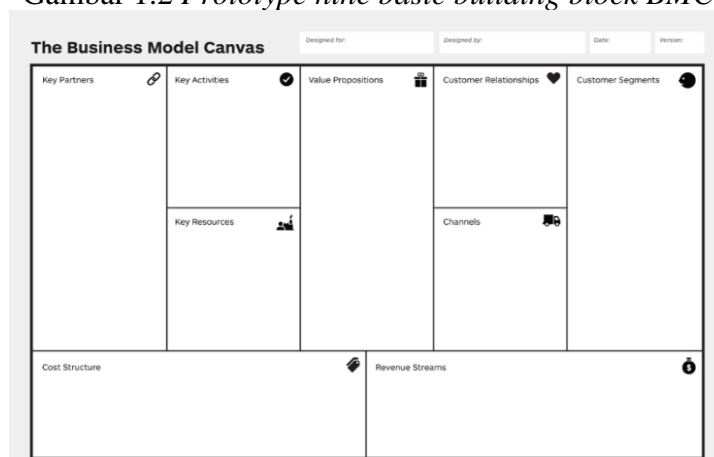 Gambar 1.2 Prototype nine basic building block BMC
The Business Model Canvas
Designed for:
Designed by:
Date:
Version:
Key Partners
Key Activities
Value Propositions
Customer Relationships
Customer Segments
Key Resources
Channels
Cost Structure
Revenue Streams
$